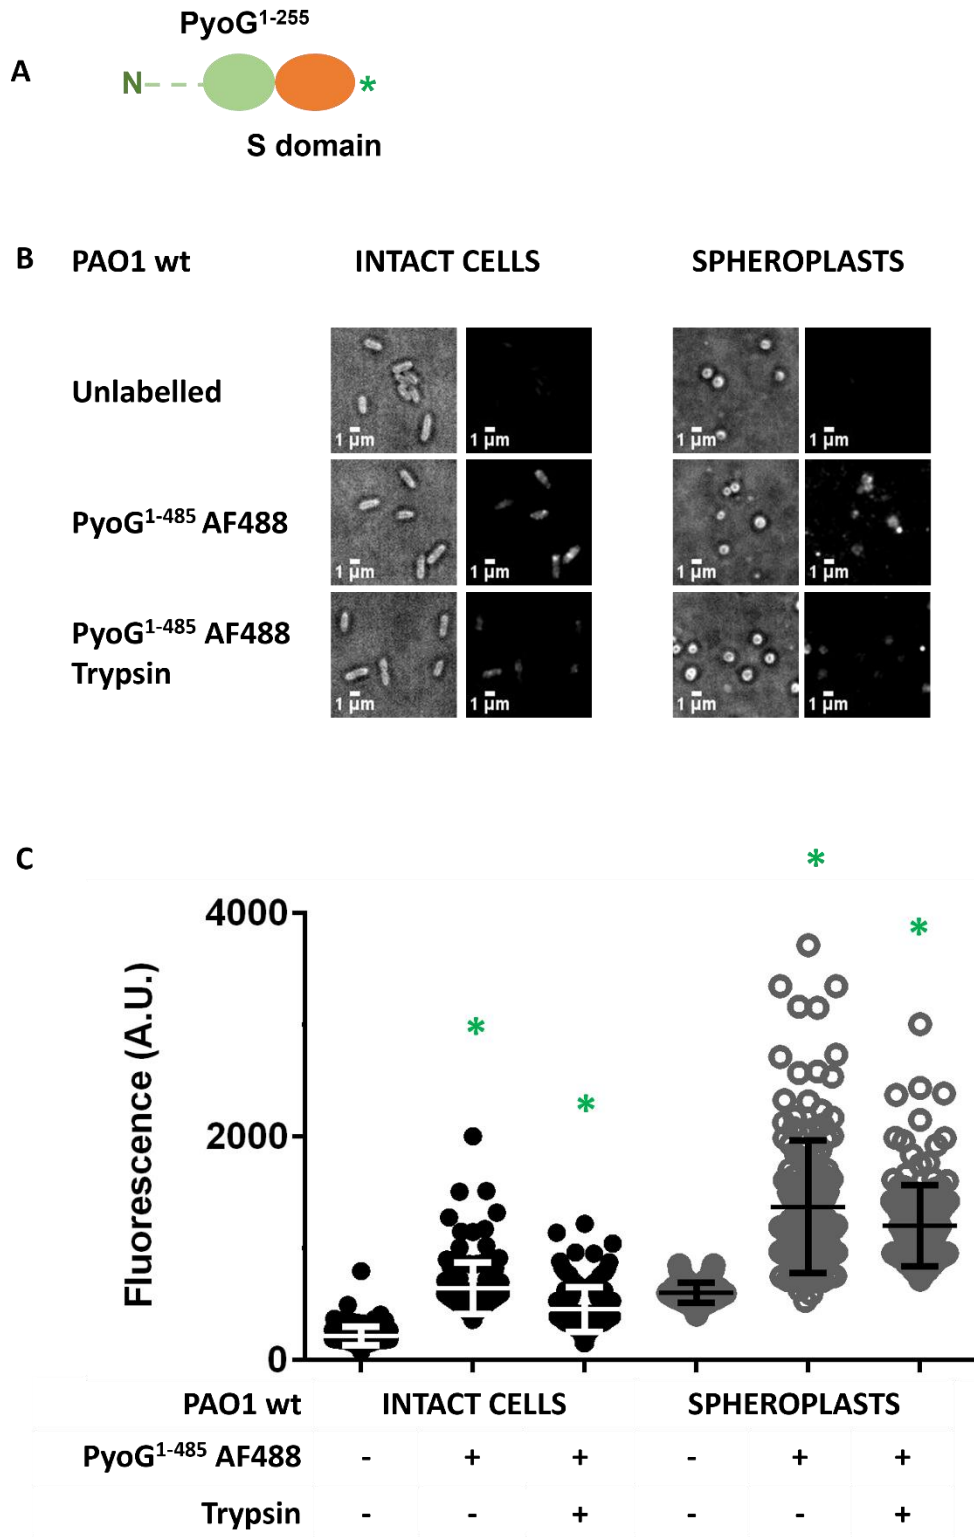 PyoG1-255
A
N
*
S domain
B PAO1 wt INTACT CELLS SPHEROPLASTS
Unlabelled
1 µm 1 µm 1 µm 1 µm
PyoG1-485 AF488
1 µm 1 µm 1 µm 1 µm
PyoG1-485 AF488
Trypsin
1 µm 1 µm 1 µm 1 µm
C
* * * *
4000
2000
0
Fluorescence (A.U.)
PAO1 wt INTACT CELLS SPHEROPLASTS
PyoG1-485 AF488 - + + - + +
Trypsin - - + - - +